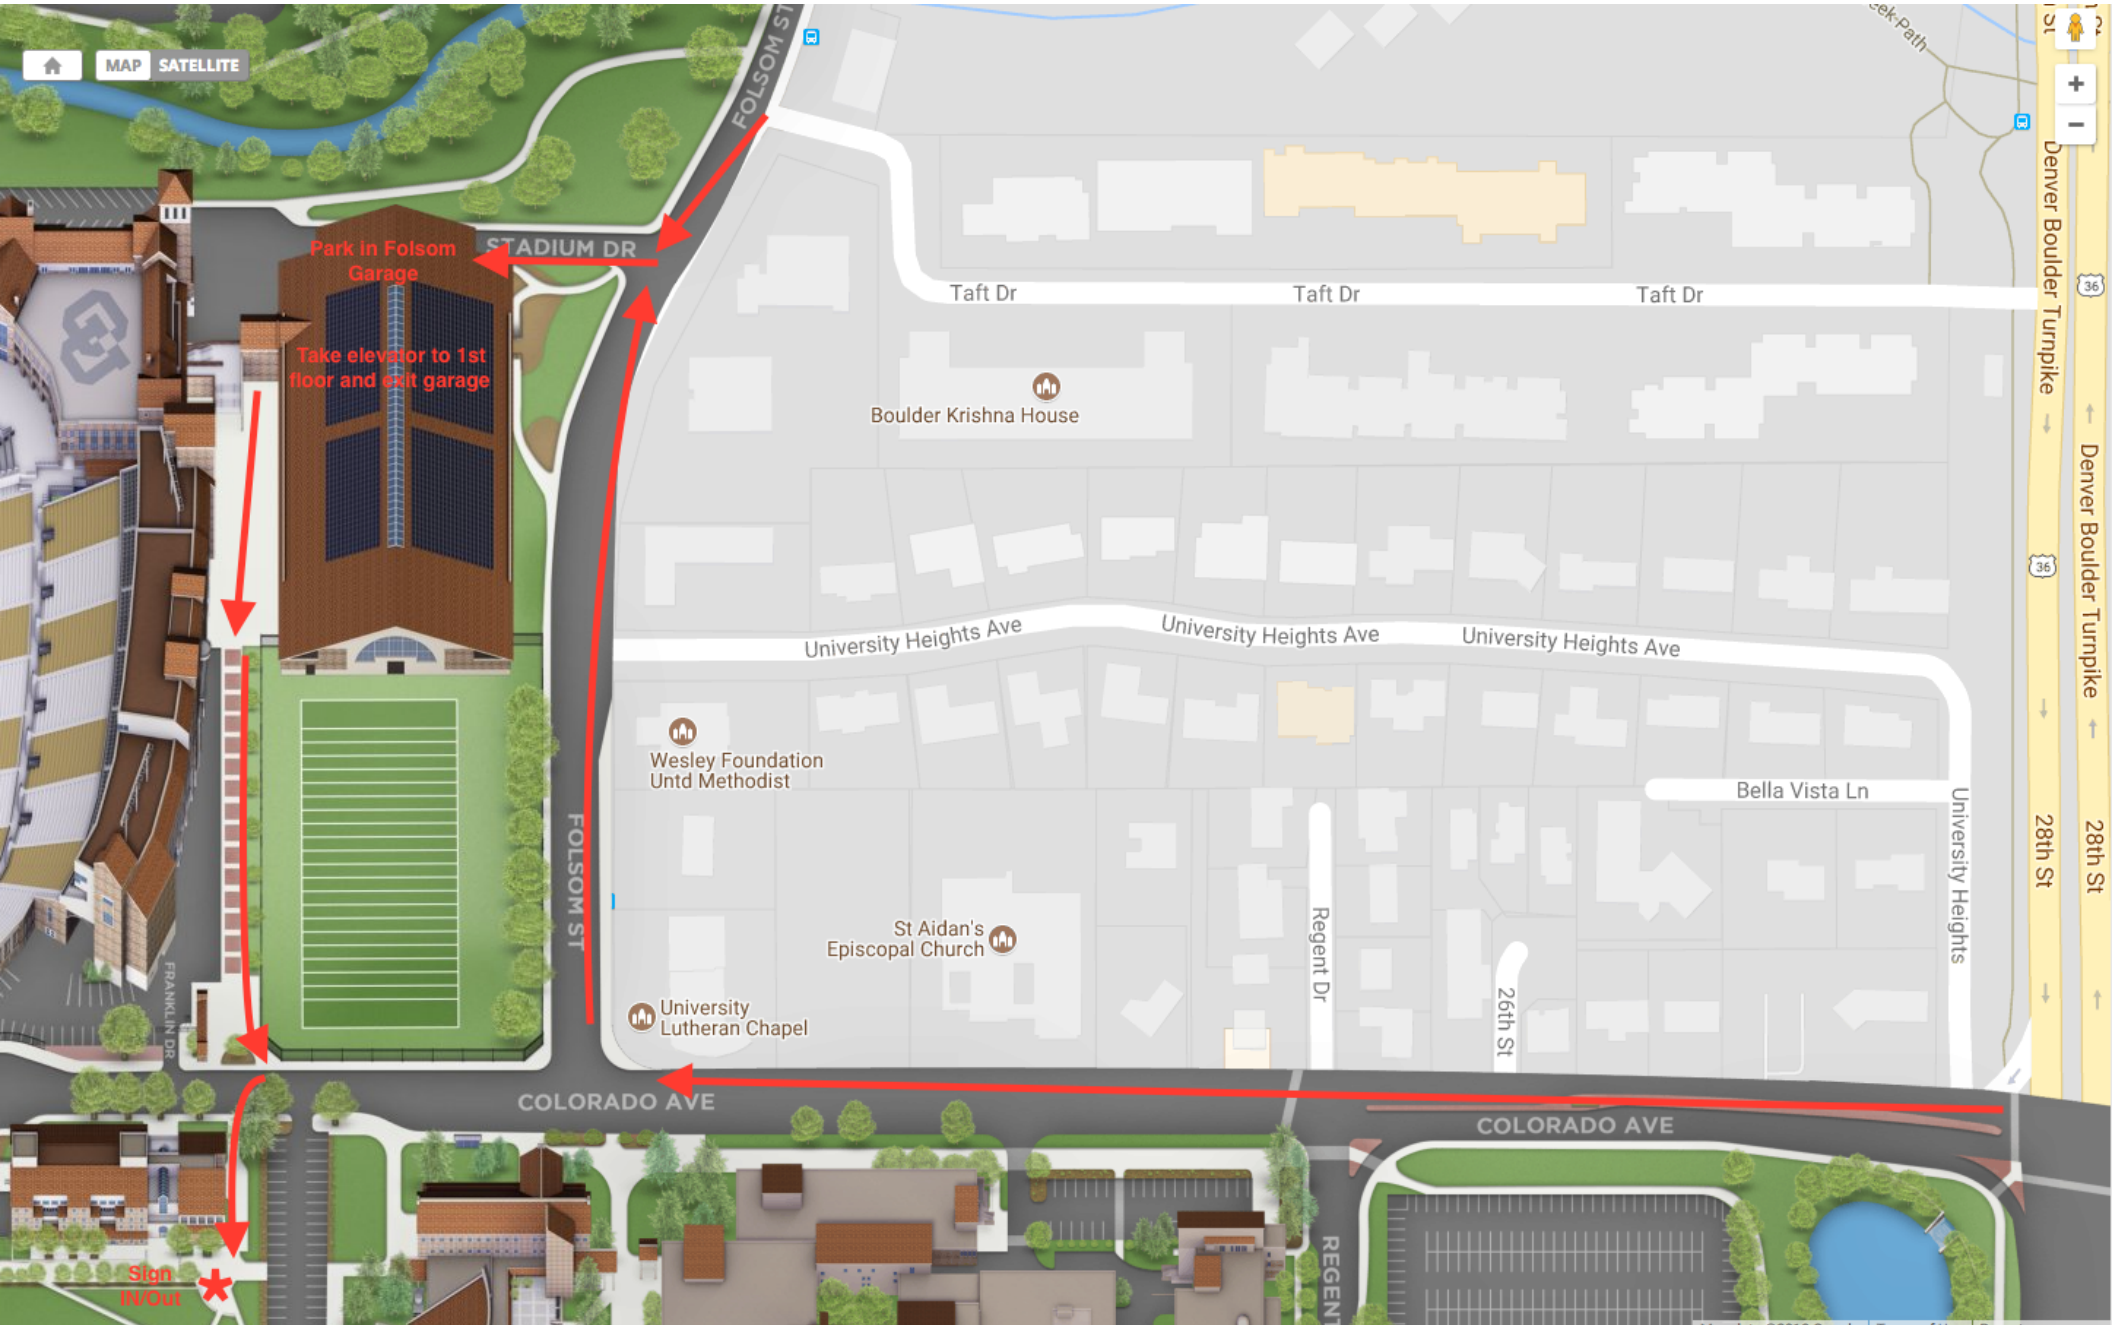 FOLSOM ST
eek-Path
MAP
SATELLITE
+
−
STADIUM DR
Park in Folsom
Garage
Take elevator to 1st
floor and exit garage
Taft Dr
Taft Dr
Taft Dr
Denver Boulder Turnpike
36
Boulder Krishna House
Denver Boulder Turnpike
36
University Heights Ave
University Heights Ave
University Heights Ave
Wesley Foundation
Untd Methodist
Bella Vista Ln
University Heights
28th St
28th St
FOLSOM ST
St Aidan's
Episcopal Church
Regent Dr
26th St
FRANKLIN DR
University
Lutheran Chapel
COLORADO AVE
COLORADO AVE
REGENT
Sign
IN/Out